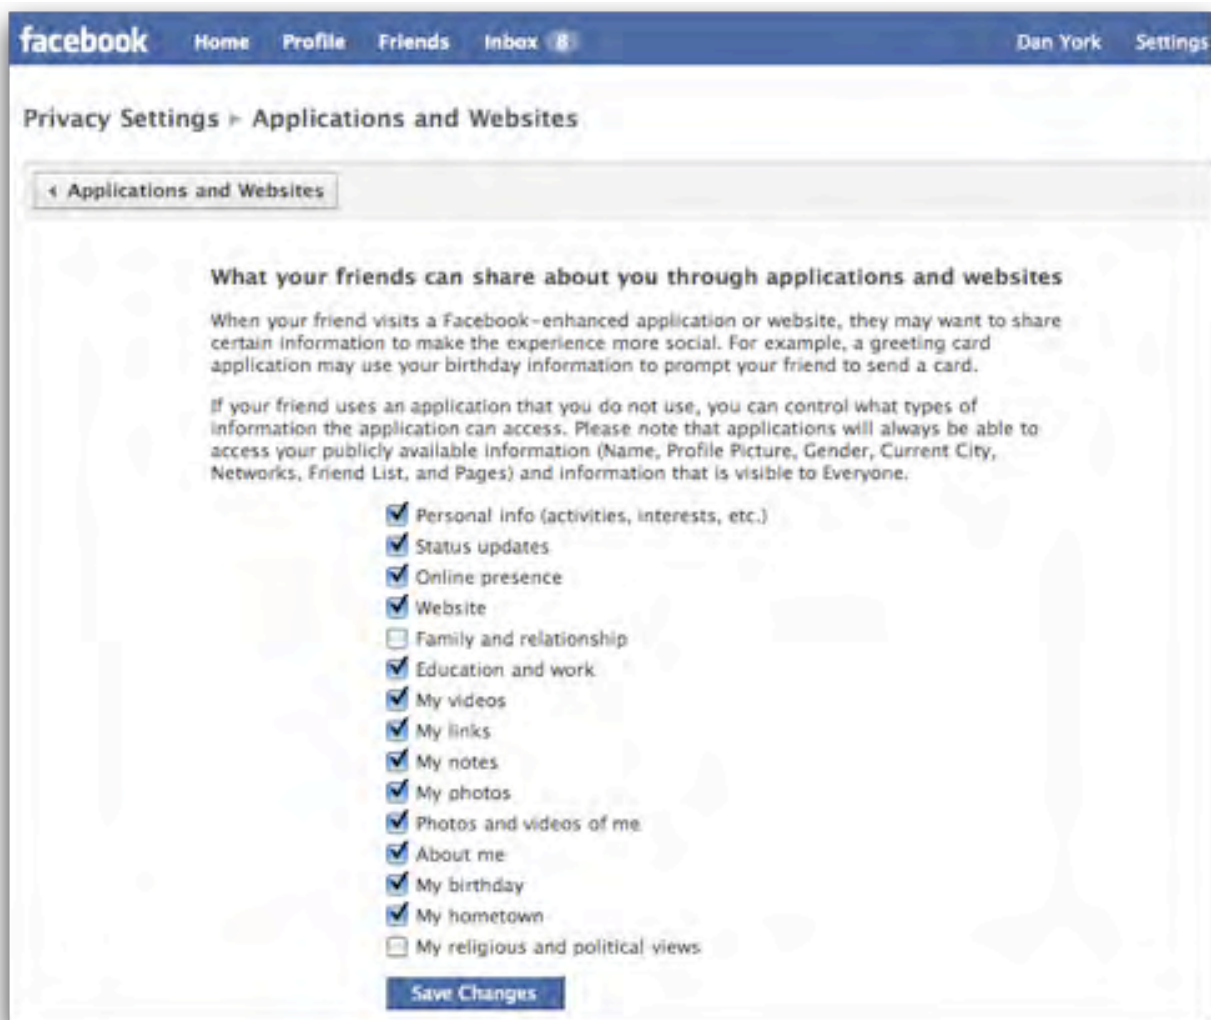 facebook Home Profile Friends Inbox 8 Dan York Settings
Privacy Settings ▸ Applications and Websites
Applications and Websites
What your friends can share about you through applications and websites
When your friend visits a Facebook-enhanced application or website, they may want to share
certain information to make the experience more social. For example, a greeting card
application may use your birthday information to prompt your friend to send a card.
If your friend uses an application that you do not use, you can control what types of
information the application can access. Please note that applications will always be able to
access your publicly available information (Name, Profile Picture, Gender, Current City,
Networks, Friend List, and Pages) and information that is visible to Everyone.
Personal info (activities, interests, etc.)
Status updates
Online presence
Website
Family and relationship
Education and work
My videos
My links
My notes
My photos
Photos and videos of me
About me
My birthday
My hometown
My religious and political views
Save Changes